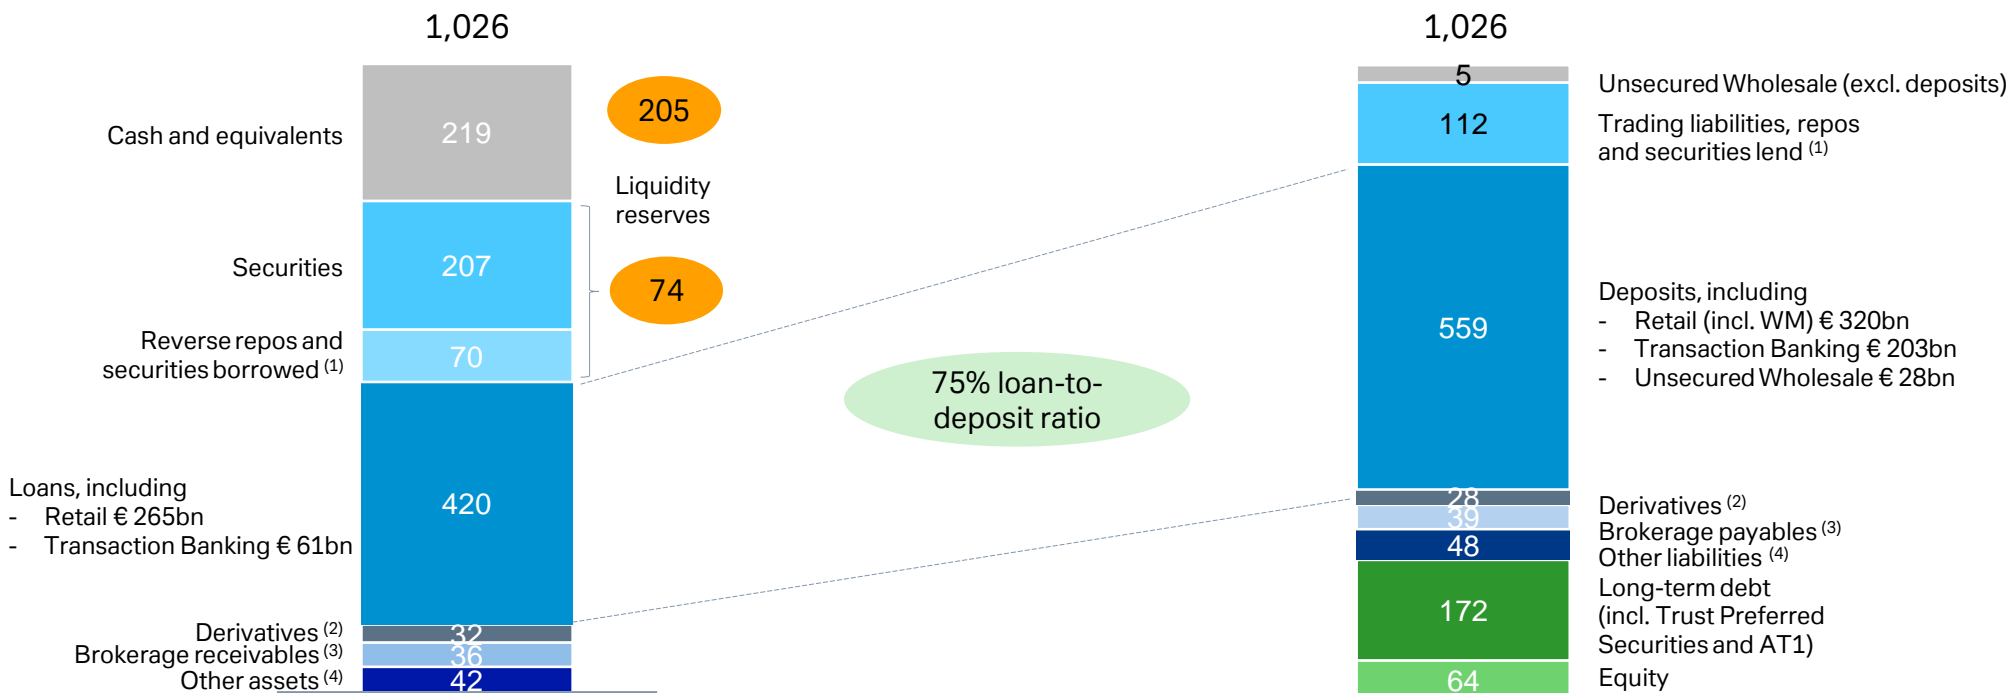 1,026
Cash and equivalents
219
205
Liquidity
reserves
Securities
207
74
Reverse repos and
securities borrowed (1)
70
Loans, including
- Retail € 265bn
- Transaction Banking € 61bn
420
Derivatives (2)
32
Brokerage receivables (3)
36
Other assets (4)
42
75% loan-to-
deposit ratio
1,026
5
Unsecured Wholesale (excl. deposits)
112
Trading liabilities, repos
and securities lend (1)
559
Deposits, including
- Retail (incl. WM) € 320bn
- Transaction Banking € 203bn
- Unsecured Wholesale € 28bn
28
Derivatives (2)
39
Brokerage payables (3)
48
Other liabilities (4)
172
Long-term debt
(incl. Trust Preferred
Securities and AT1)
64
Equity